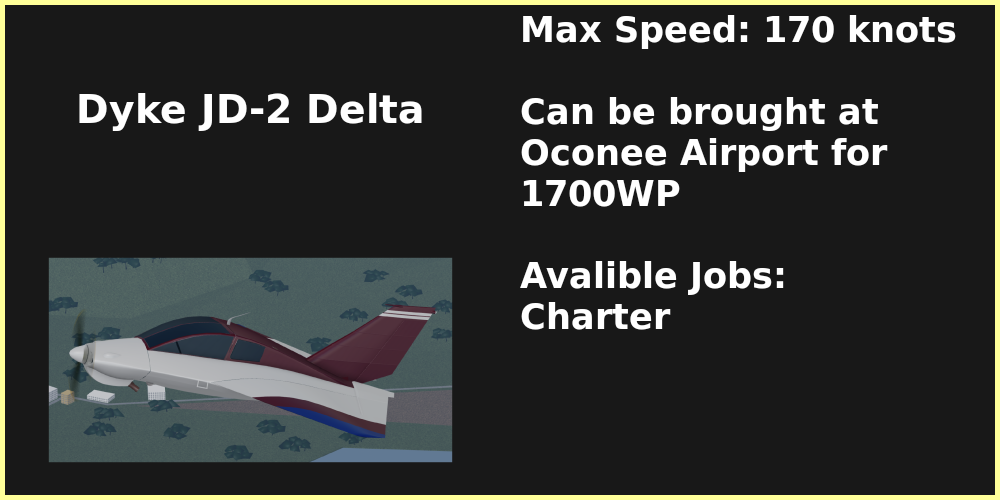 Dyke JD-2 Delta
Max Speed: 170 knots
Can be brought at
Oconee Airport for
1700WP
Avalible Jobs:
Charter